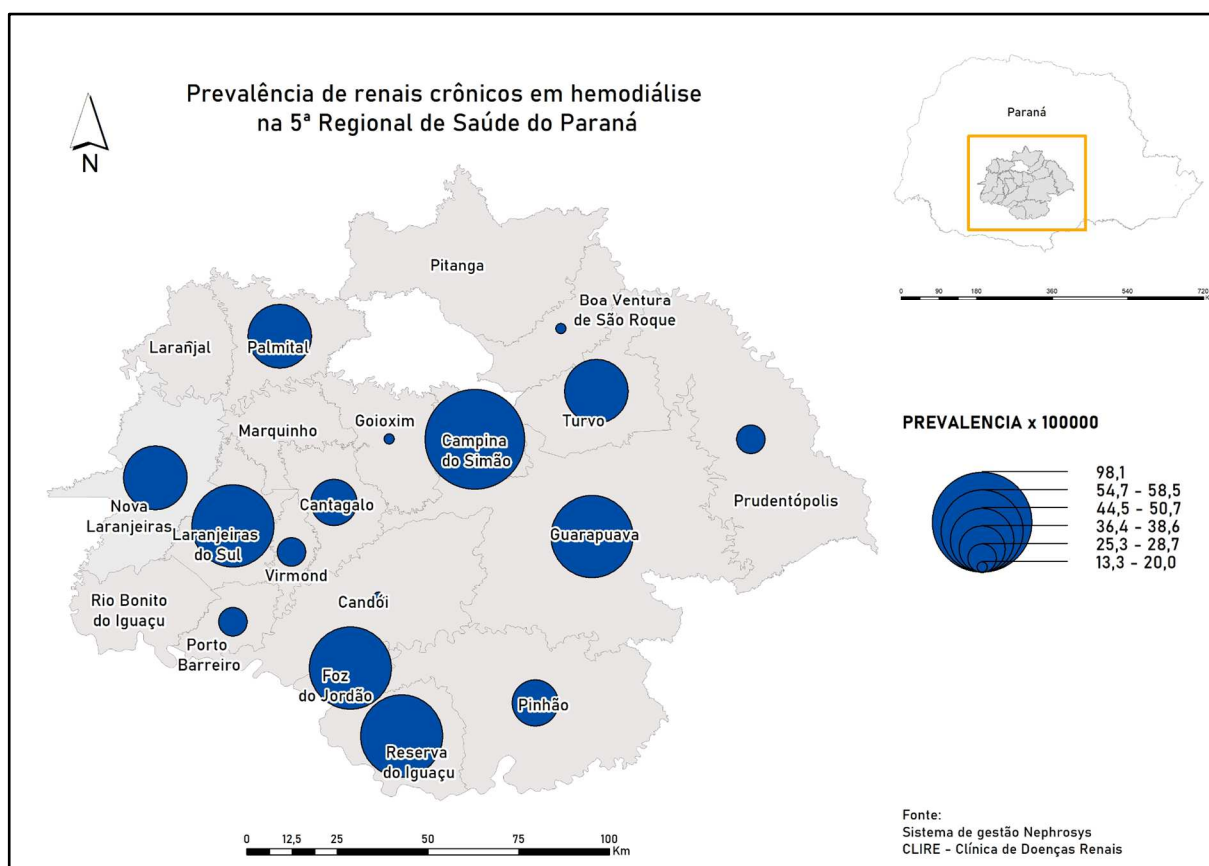 Prevalência de renais crônicos em hemodiálise
na 5ª Regional de Saúde do Paraná
N
Paraná
0 90 180 360 540 720
Pitanga
Boa Ventura
de São Roque
Laranjal
Palmital
Turvo
Goioxim
Marquinho
Campina
do Simão
Prudentópolis
Nova
Laranjeiras
Cantagalo
Laranjeiras
do Sul
Guarapuava
Virmond
Candói
Rio Bonito
do Iguaçu
Porto
Barreiro
Foz
do Jordão
Pinhão
Reserva
do Iguaçu
PREVALENCIA x 100000
98,1
54,7 - 58,5
44,5 - 50,7
36,4 - 38,6
25,3 - 28,7
13,3 - 20,0
0 12,5 25 50 75 100
Km
Fonte:
Sistema de gestão Nephrosys
CLIRE - Clínica de Doenças Renais